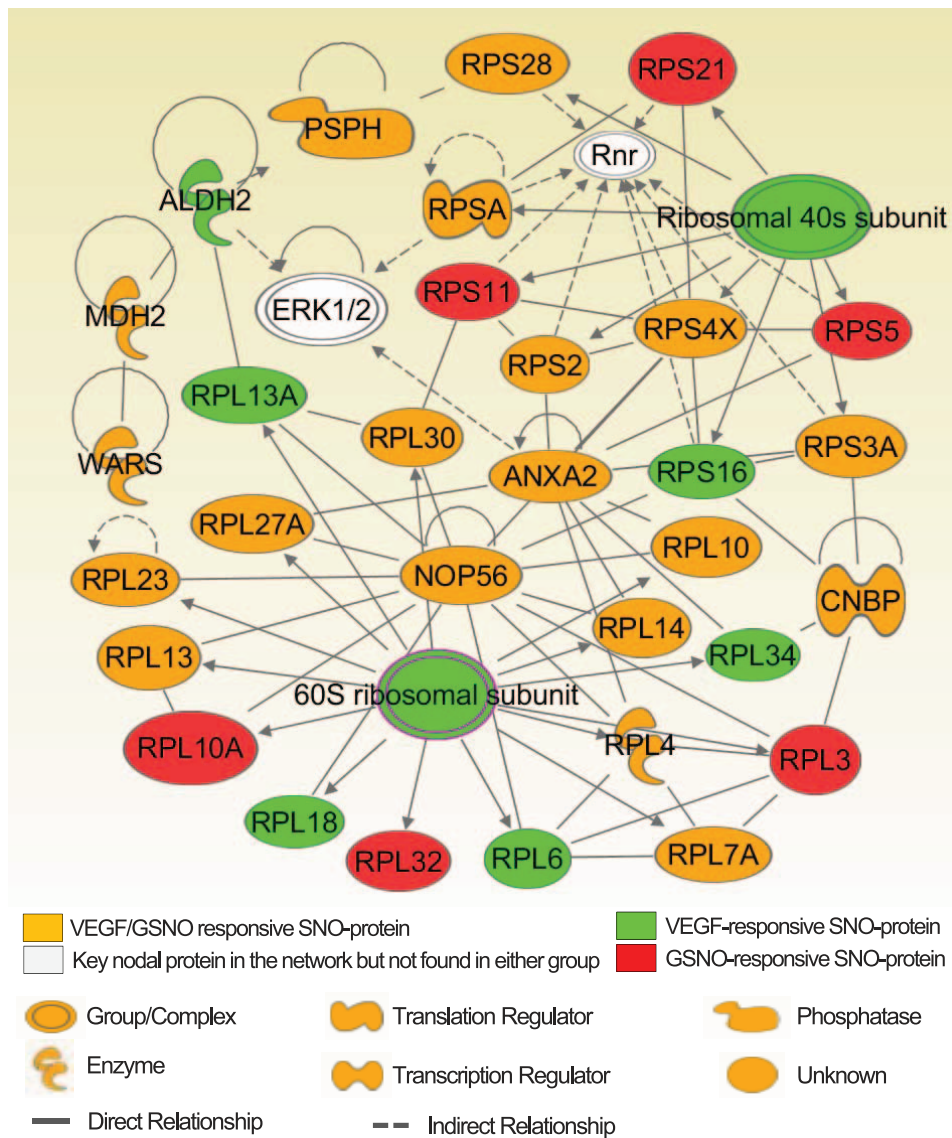 RPS28
RPS21
PSPH
Rnr
ALDH2
RPSA
Ribosomal 40s subunit
MDH2
ERK1/2
RPS11
RPS4X
RPS5
RPS2
RPL13A
RPL30
WARS
ANXA2
RPS16
RPS3A
RPL27A
RPL10
RPL23
NOP56
CNBP
RPL14
RPL13
RPL34
60S ribosomal subunit
RPL10A
RPL4
RPL3
RPL18
RPL32
RPL6
RPL7A
VEGF/GSNO responsive SNO-protein
VEGF-responsive SNO-protein
Key nodal protein in the network but not found in either group
GSNO-responsive SNO-protein
Group/Complex
Translation Regulator
Phosphatase
Enzyme
Transcription Regulator
Unknown
Direct Relationship
Indirect Relationship